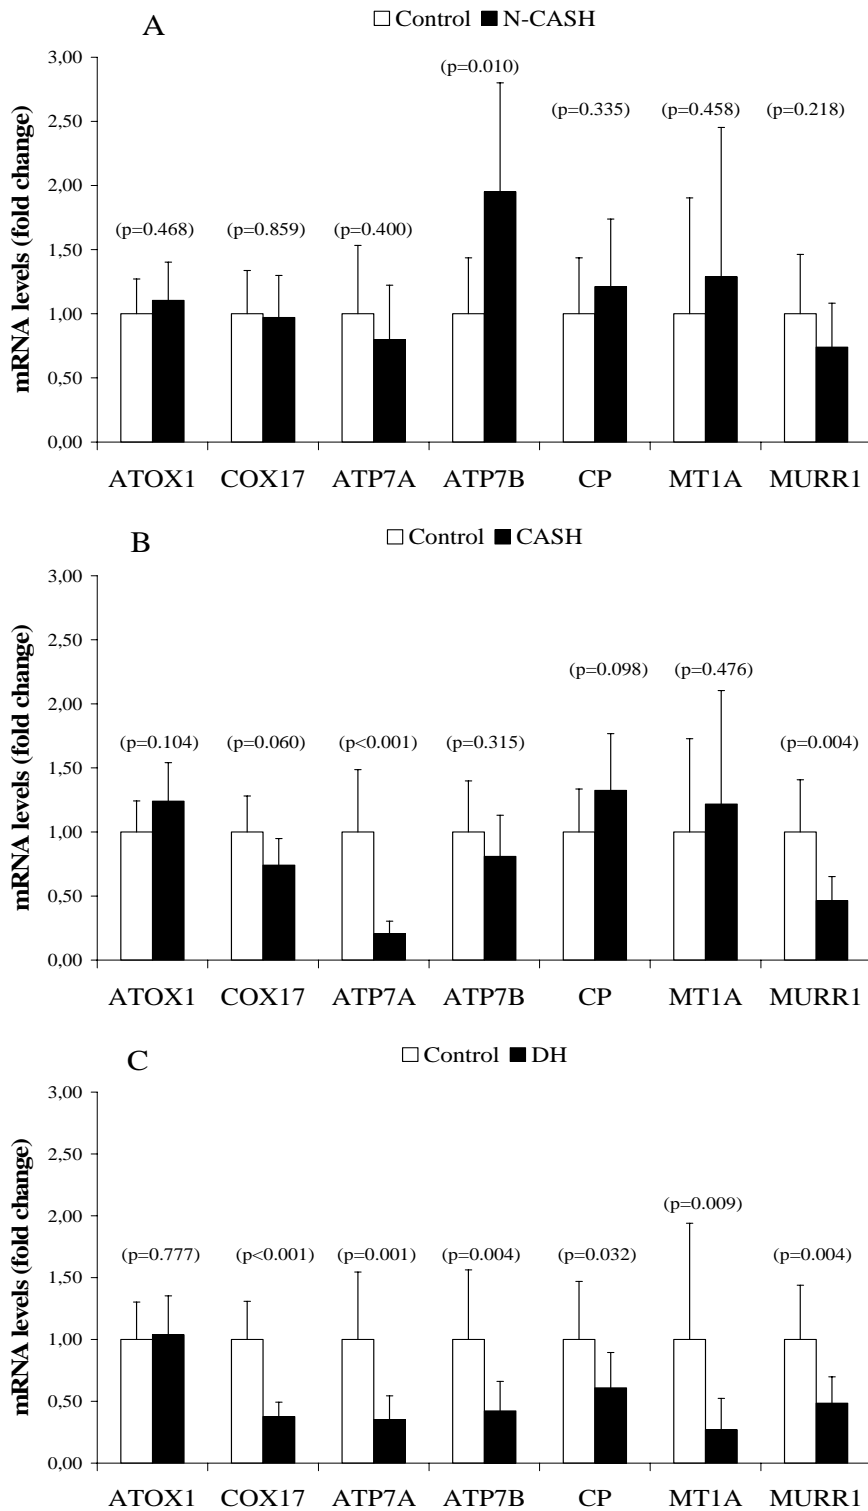 A
Control N-CASH
mRNA levels (fold change)
3,00
2,50
2,00
1,50
1,00
0,50
0,00
(p=0.468) (p=0.859) (p=0.400) (p=0.010) (p=0.335) (p=0.458) (p=0.218)
ATOX1 COX17 ATP7A ATP7B CP MT1A MURR1
B
Control CASH
mRNA levels (fold change)
3,00
2,50
2,00
1,50
1,00
0,50
0,00
(p=0.104) (p=0.060) (p<0.001) (p=0.315) (p=0.098) (p=0.476) (p=0.004)
ATOX1 COX17 ATP7A ATP7B CP MT1A MURR1
C
Control DH
mRNA levels (fold change)
3,00
2,50
2,00
1,50
1,00
0,50
0,00
(p=0.777) (p<0.001) (p=0.001) (p=0.004) (p=0.032) (p=0.009) (p=0.004)
ATOX1 COX17 ATP7A ATP7B CP MT1A MURR1